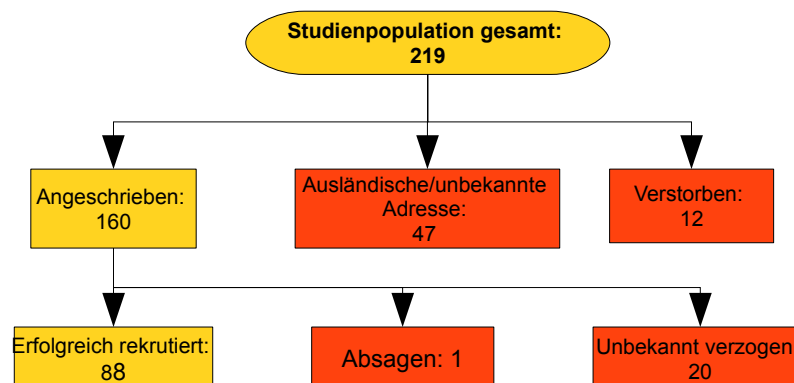 Studienpopulation gesamt:
219
Angeschrieben:
160
Ausländische/unbekannte
Adresse:
47
Verstorben:
12
Erfolgreich rekrutiert:
88
Absagen: 1
Unbekannt verzogen
20